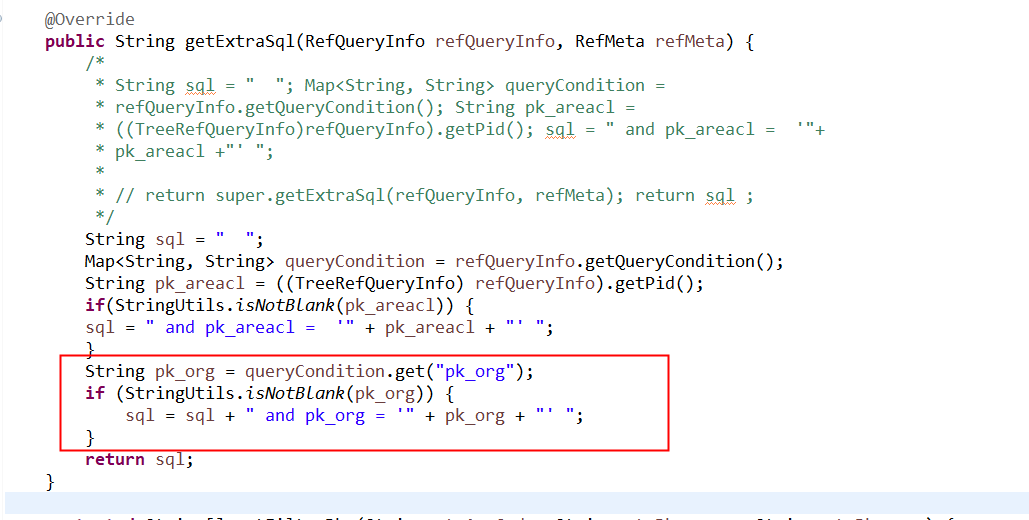 @Override
public String getExtraSql(RefQueryInfo refQueryInfo, RefMeta refMeta) {
/*
* String sql = "  "; Map<String, String> queryCondition =
* refQueryInfo.getQueryCondition(); String pk_areacl =
* ((TreeRefQueryInfo)refQueryInfo).getPid(); sql = " and pk_areacl =  '"+
* pk_areacl +"' ";
*
* // return super.getExtraSql(refQueryInfo, refMeta); return sql ;
*/
String sql = "  ";
Map<String, String> queryCondition = refQueryInfo.getQueryCondition();
String pk_areacl = ((TreeRefQueryInfo) refQueryInfo).getPid();
if(StringUtils.isNotBlank(pk_areacl)) {
sql = " and pk_areacl =  '" + pk_areacl + "' ";
}
String pk_org = queryCondition.get("pk_org");
if (StringUtils.isNotBlank(pk_org)) {
sql = sql + " and pk_org = '" + pk_org + "' ";
}
return sql;
}